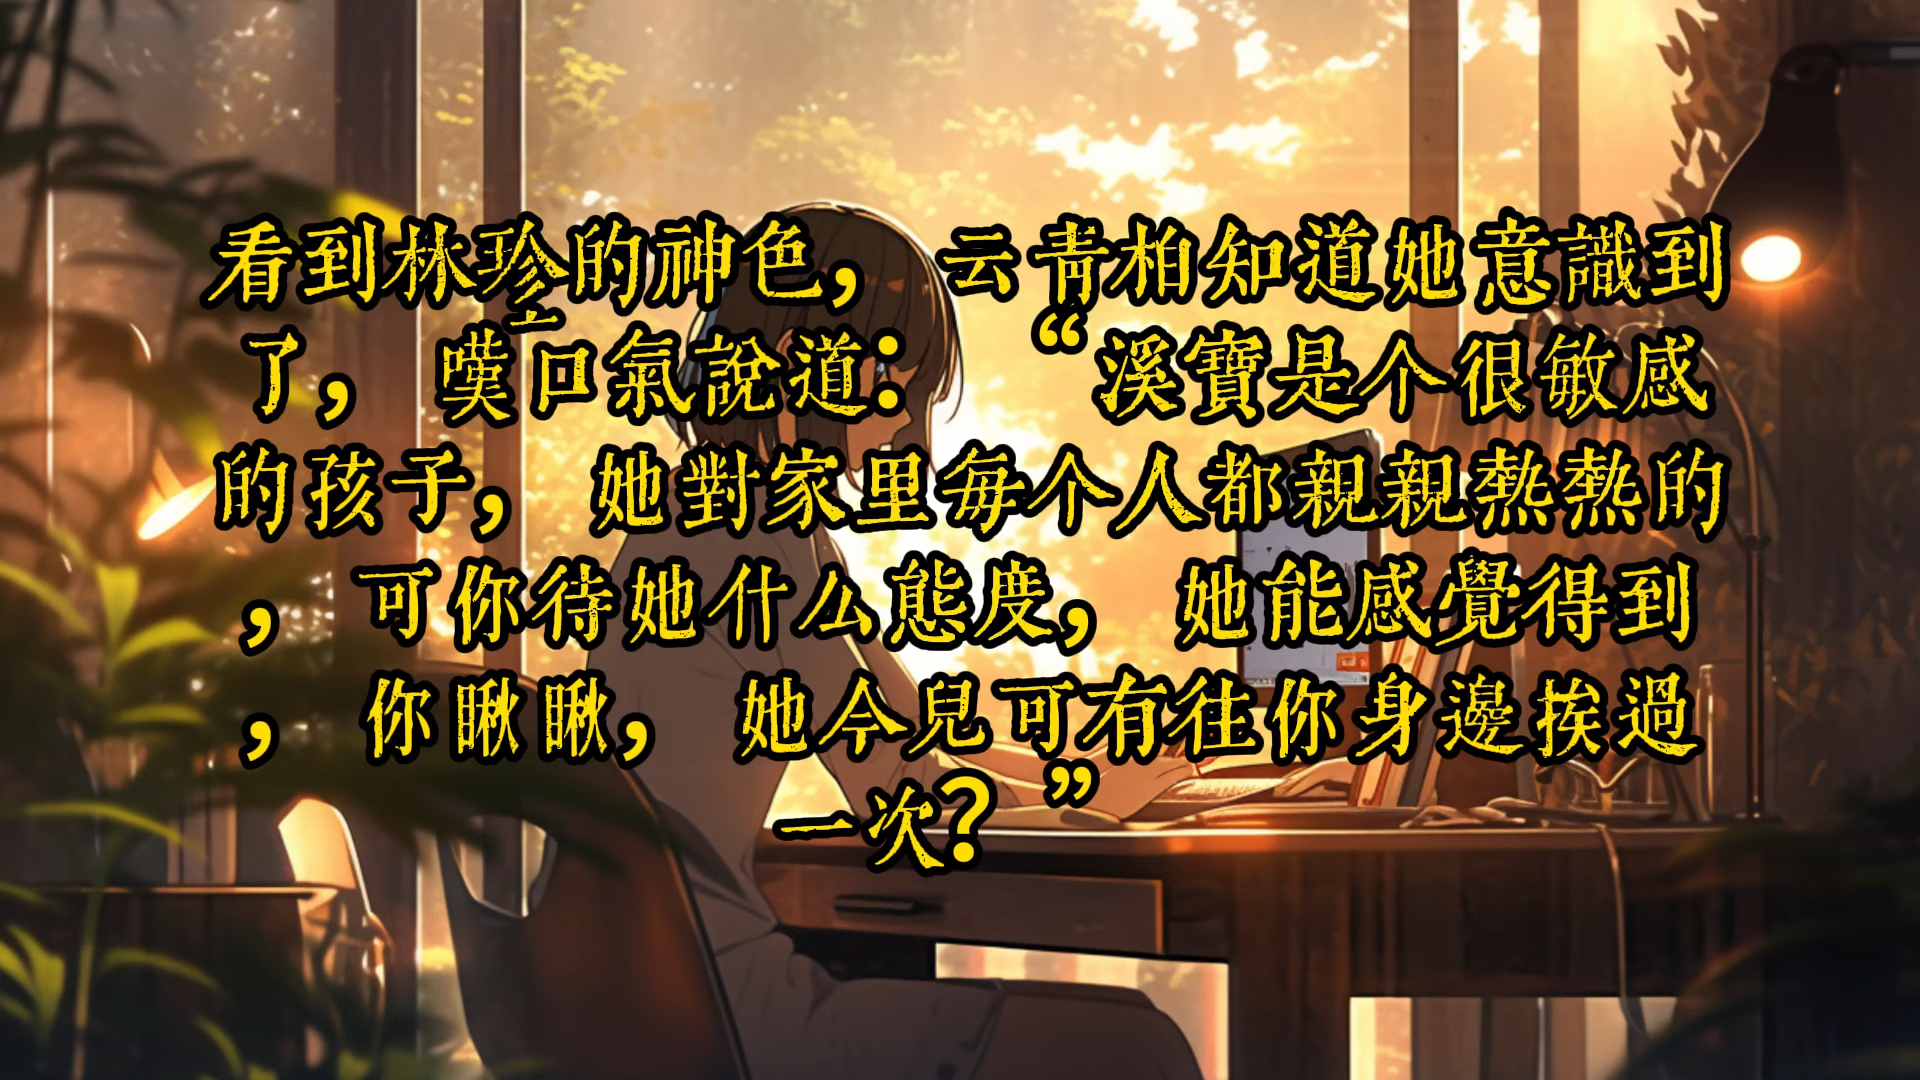 看到林珍的神色， 云青柏知道她意識到
了， 嘆口氣說道： “溪寶是个很敏感
的孩子， 她對家里每个人都親親熱熱的
， 可你待她什么態度， 她能感覺得到
， 你瞅瞅， 她今兒可有往你身邊挨過
一次？ ”